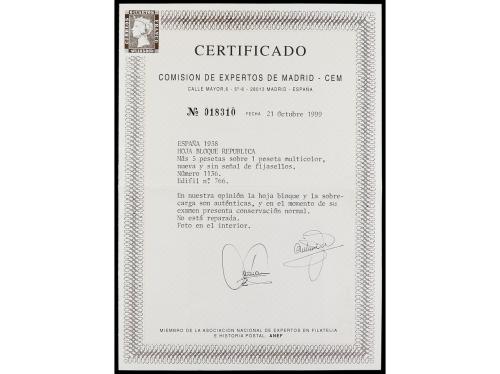 CERTIFICADO
COMISION DE EXPERTOS DE MADRID - CEM
CALLE MAYOR, 6 - 3º-6 - 28013 MADRID - ESPAÑA
Nº 018310 FECHA 21 Octubre 1999
ESPAÑA 1938
HOJA BLOQUE REPUBLICA
Más 5 pesetas sobre 1 peseta multicolor,
nueva y sin señal de fijasellos.
Número 1156.
Edifil nº 766.
En nuestra opinión la hoja bloque y la sobre-
carga son auténticas, y en el momento de su
examen presenta conservación normal.
No está reparada.
Foto en el interior.
MIEMBRO DE LA ASOCIACIÓN NACIONAL DE EXPERTOS EN FILATELIA
E HISTORIA POSTAL. ANEF